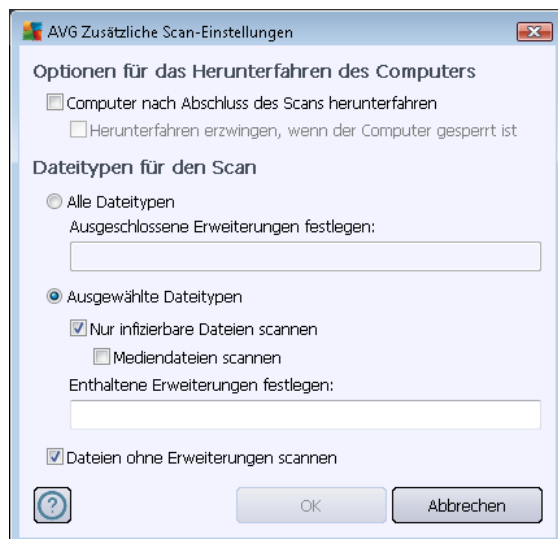 AVG Zusätzliche Scan-Einstellungen
Optionen für das Herunterfahren des Computers
Computer nach Abschluss des Scans herunterfahren
Herunterfahren erzwingen, wenn der Computer gesperrt ist
Dateitypen für den Scan
Alle Dateitypen
Ausgeschlossene Erweiterungen festlegen:
Ausgewählte Dateitypen
Nur infizierbare Dateien scannen
Mediendateien scannen
Enthaltene Erweiterungen festlegen:
Dateien ohne Erweiterungen scannen
? OK Abbrechen